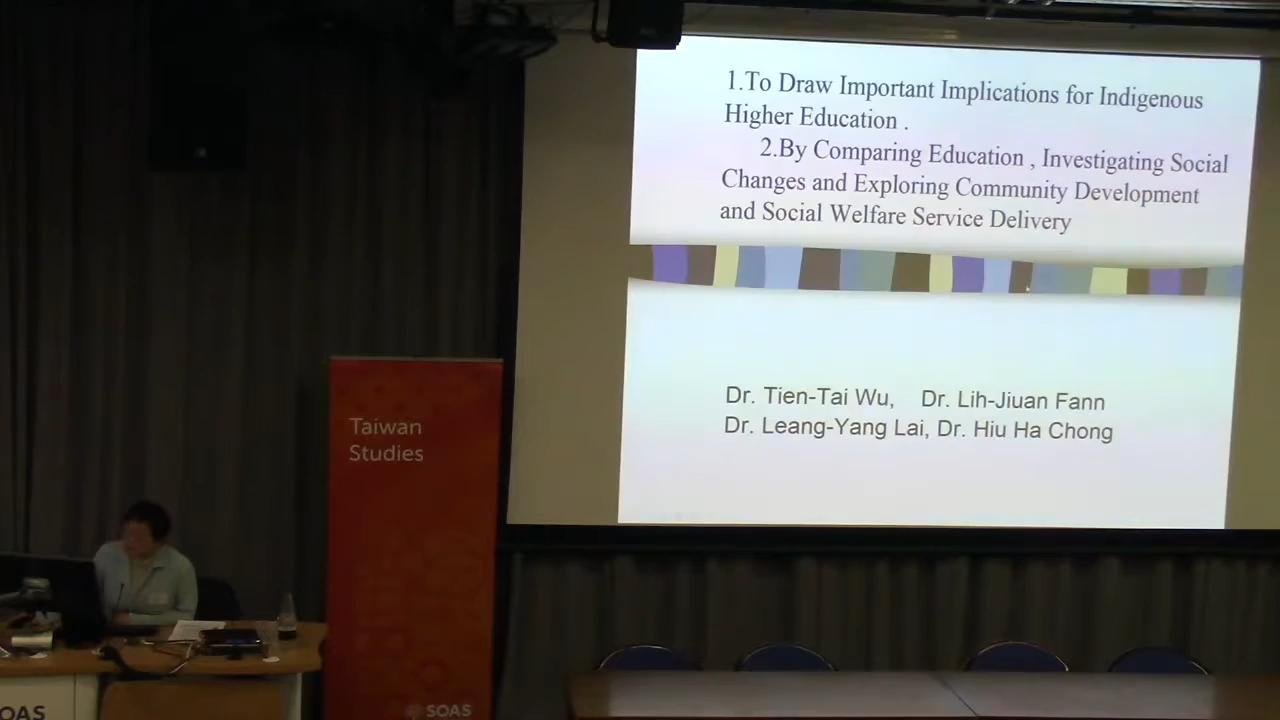 1.To Draw Important Implications for Indigenous
Higher Education .
2.By Comparing Education , Investigating Social
Changes and Exploring Community Development
and Social Welfare Service Delivery
Dr. Tien-Tai Wu, Dr. Lih-Jiuan Fann
Dr. Leang-Yang Lai, Dr. Hiu Ha Chong
Taiwan
Studies
SOAS
OAS